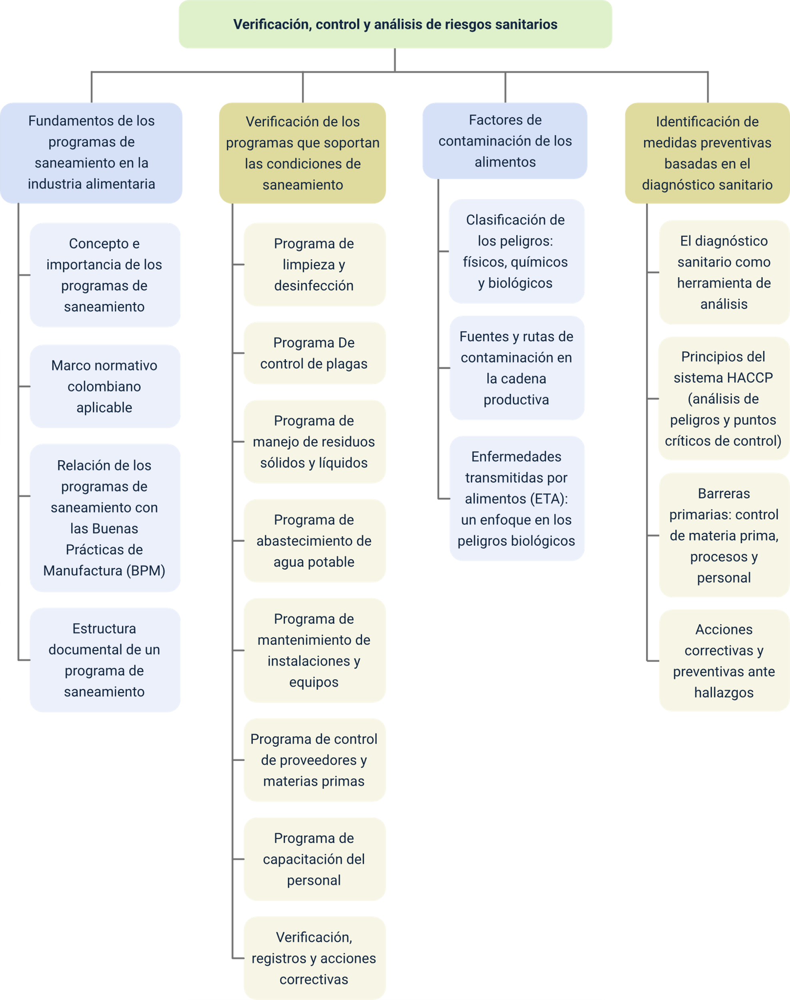 Verificación, control y análisis de riesgos sanitarios
Fundamentos de los
programas de
saneamiento en la
industria alimentaria
Concepto e
importancia de los
programas de
saneamiento
Marco normativo
colombiano
aplicable
Relación de los
programas de
saneamiento con
las Buenas
Prácticas de
Manufactura (BPM)
Estructura
documental de un
programa de
saneamiento
Verificación de los
programas que soportan
las condiciones de
saneamiento
Programa de
limpieza y
desinfección
Programa De
control de plagas
Programa de
manejo de residuos
sólidos y líquidos
Programa de
abastecimiento de
agua potable
Programa de
mantenimiento de
instalaciones y
equipos
Programa de control
de proveedores y
materias primas
Programa de
capacitación del
personal
Verificación,
registros y acciones
correctivas
Factores de
contaminación de los
alimentos
Clasificación de
los peligros:
físicos, químicos
y biológicos
Fuentes y rutas de
contaminación en
la cadena
productiva
Enfermedades
transmitidas por
alimentos (ETA):
un enfoque en los
peligros biológicos
Identificación de
medidas preventivas
basadas en el
diagnóstico sanitario
El diagnóstico
sanitario como
herramienta de
análisis
Principios del
sistema HACCP
(análisis de
peligros y puntos
críticos de control)
Barreras
primarias: control
de materia prima,
procesos y
personal
Acciones
correctivas y
preventivas ante
hallazgos